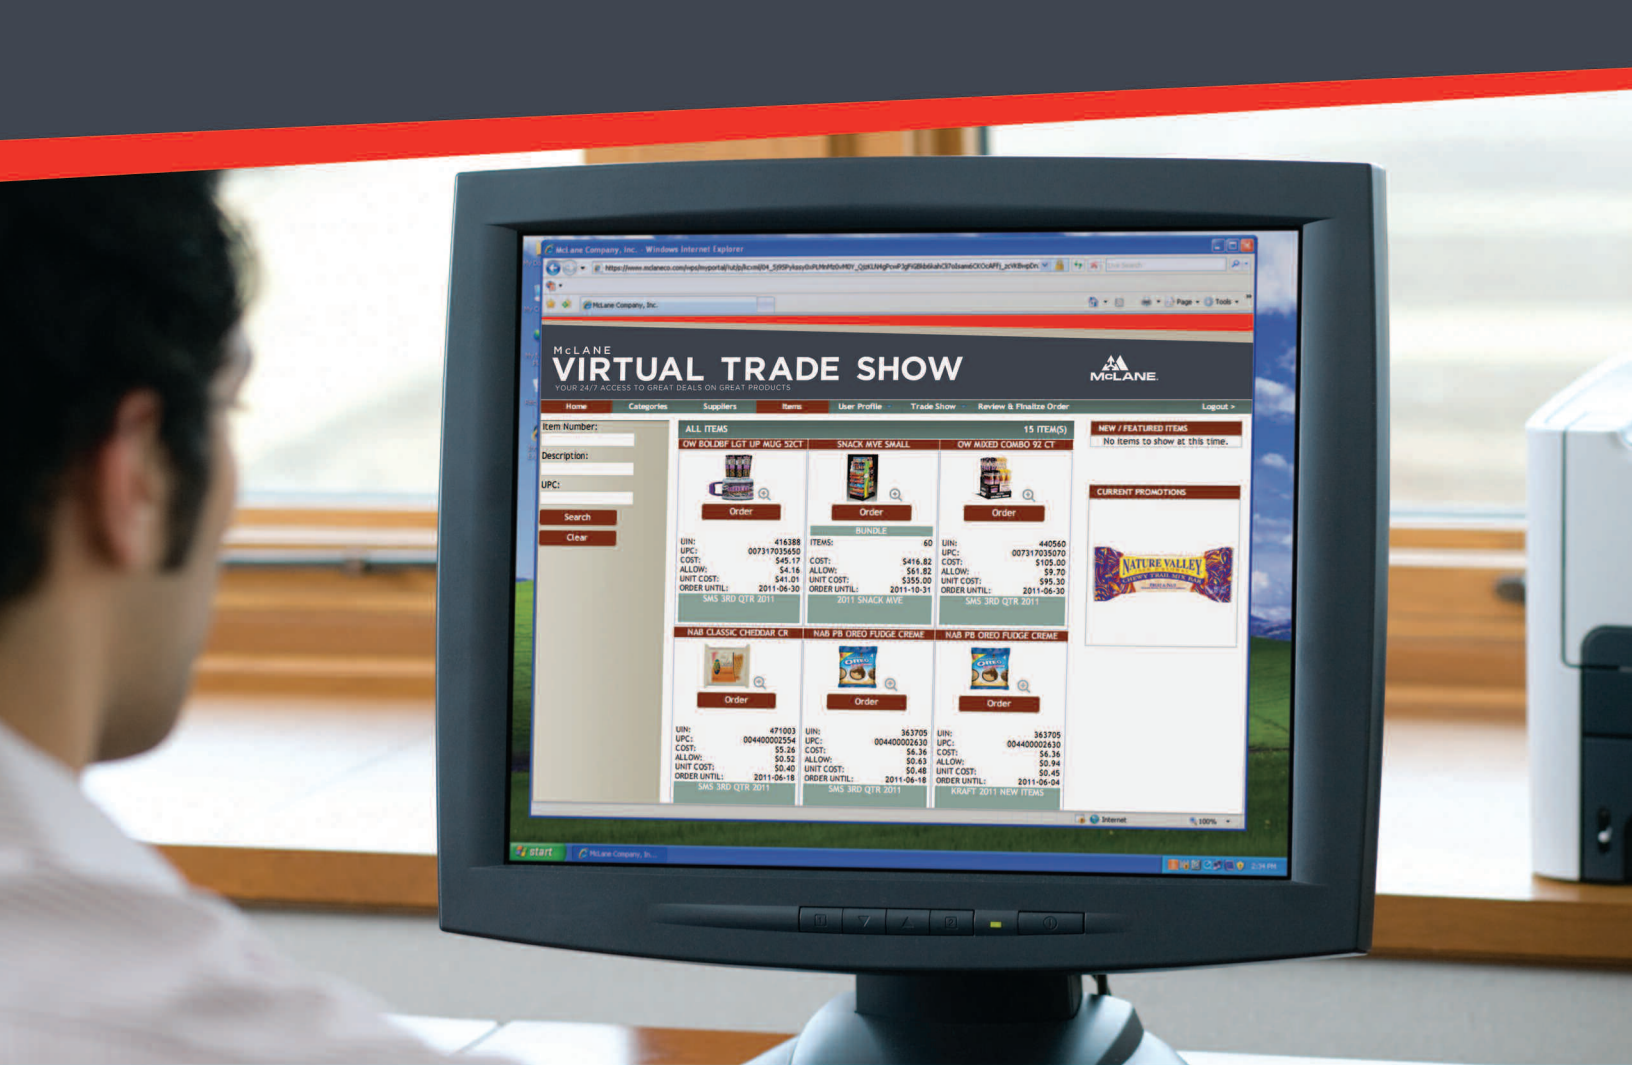 McLane Company, Inc. - Windows Internet Explorer
McLane Company, Inc.
Page
Tools
McLANE
VIRTUAL TRADE SHOW
YOUR 24/7 ACCESS TO GREAT DEALS ON GREAT PRODUCTS
McLANE
Home Categories Suppliers Items User Profile Trade Show Review & Finalize Order Logout »
Item Number:
Description:
UPC:
Search
Clear
ALL ITEMS 15 ITEM(S)
OW BOLDBF LGT UP MUG 52CT
Order
UIN: 416388
UPC: 007317035650
COST: $45.17
ALLOW: $4.16
UNIT COST: $41.01
ORDER UNTIL: 2011-06-30
SMS 3RD QTR 2011
SNACK MVE SMALL
Order
BUNDLE
ITEMS: 60
COST: $416.82
ALLOW: $61.82
UNIT COST: $355.00
ORDER UNTIL: 2011-10-31
2011 SNACK MVE
OW MIXED COMBO 92 CT
Order
UIN: 440560
UPC: 007317035070
COST: $105.00
ALLOW: $9.70
UNIT COST: $95.30
ORDER UNTIL: 2011-06-30
SMS 3RD QTR 2011
NAB CLASSIC CHEDDAR CR
Order
UIN: 471003
UPC: 004400002554
COST: $5.26
ALLOW: $0.52
UNIT COST: $0.40
ORDER UNTIL: 2011-06-18
SMS 3RD QTR 2011
NAB PB OREO FUDGE CREME
OREO
Order
UIN: 363705
UPC: 004400002630
COST: $6.36
ALLOW: $0.63
UNIT COST: $0.48
ORDER UNTIL: 2011-06-18
SMS 3RD QTR 2011
NAB PB OREO FUDGE CREME
OREO
Order
UIN: 363705
UPC: 004400002630
COST: $6.36
ALLOW: $0.94
UNIT COST: $0.45
ORDER UNTIL: 2011-06-04
KRAFT 2011 NEW ITEMS
NEW / FEATURED ITEMS
No items to show at this time.
CURRENT PROMOTIONS
NATURE VALLEY
CHEWY TRAIL MIX BAR
Internet
100%
start
McLane Company, In...
2:34 PM